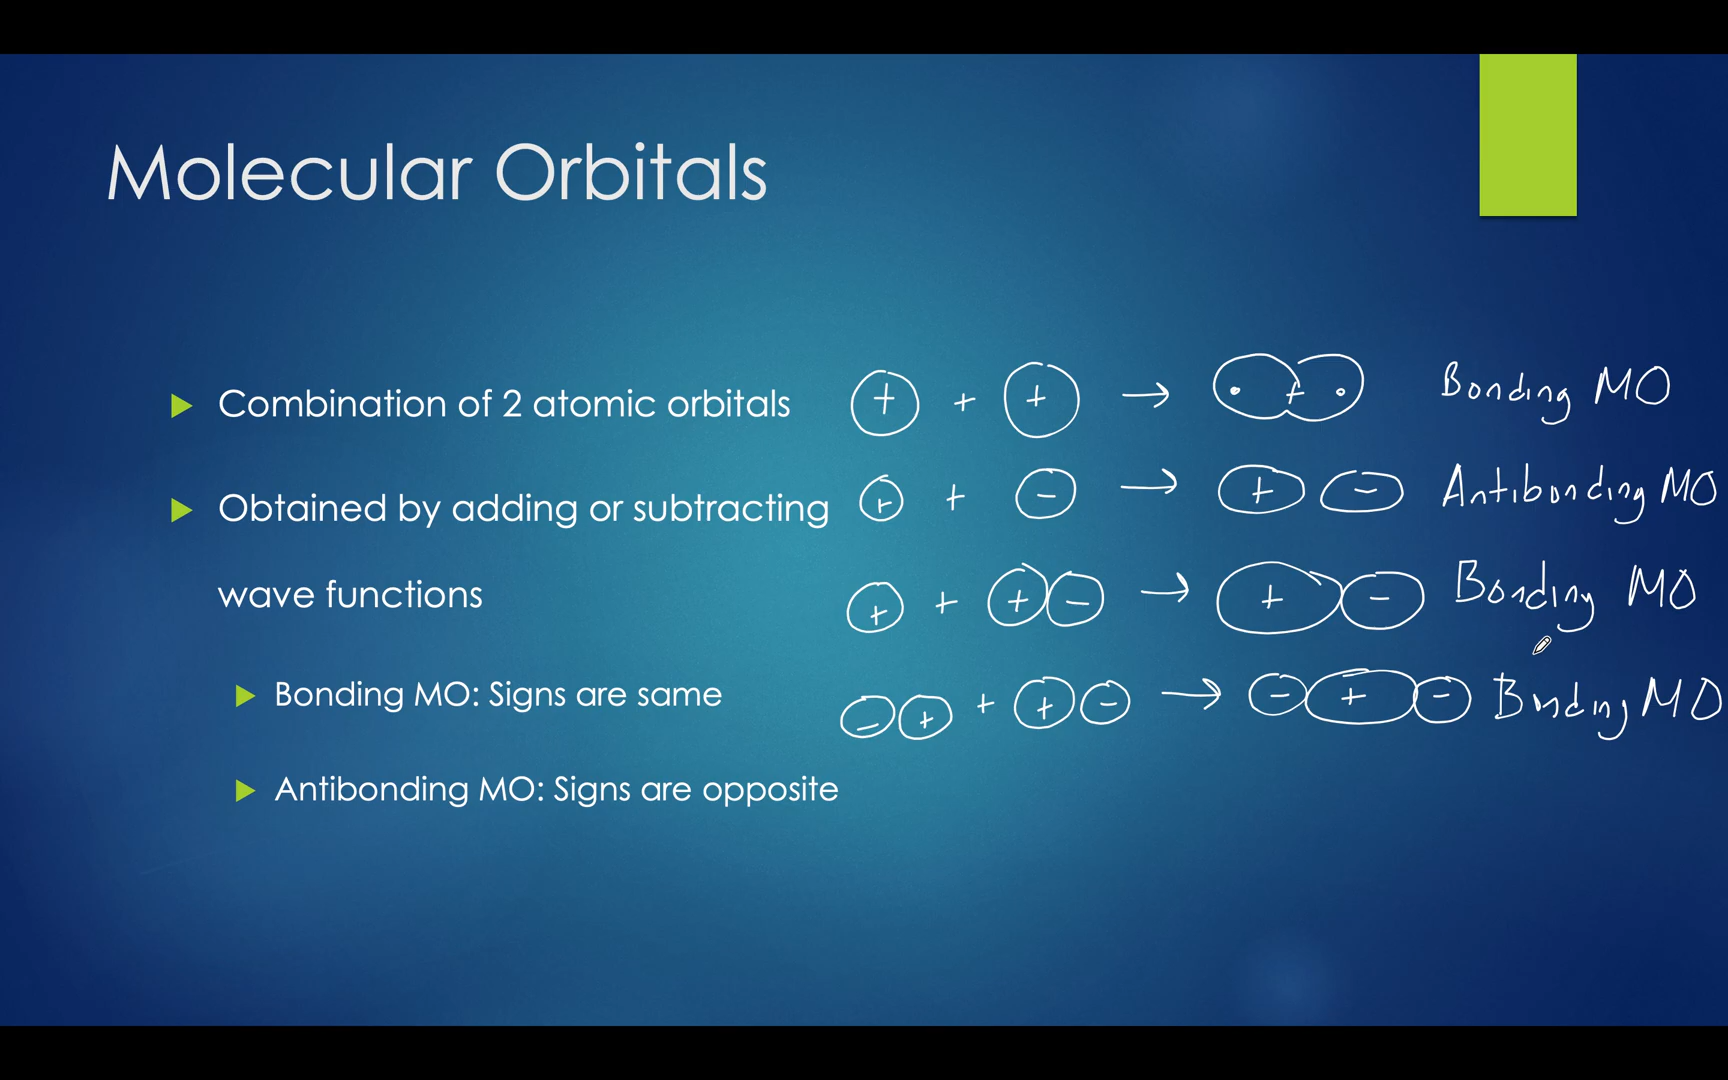 Molecular Orbitals
Combination of 2 atomic orbitals
Obtained by adding or subtracting
wave functions
Bonding MO: Signs are same
Antibonding MO: Signs are opposite
+ + + → + Bonding MO
+ + - → + - Antibonding MO
+ + + - → + - Bonding MO
- + + + - → - + - Bonding MO